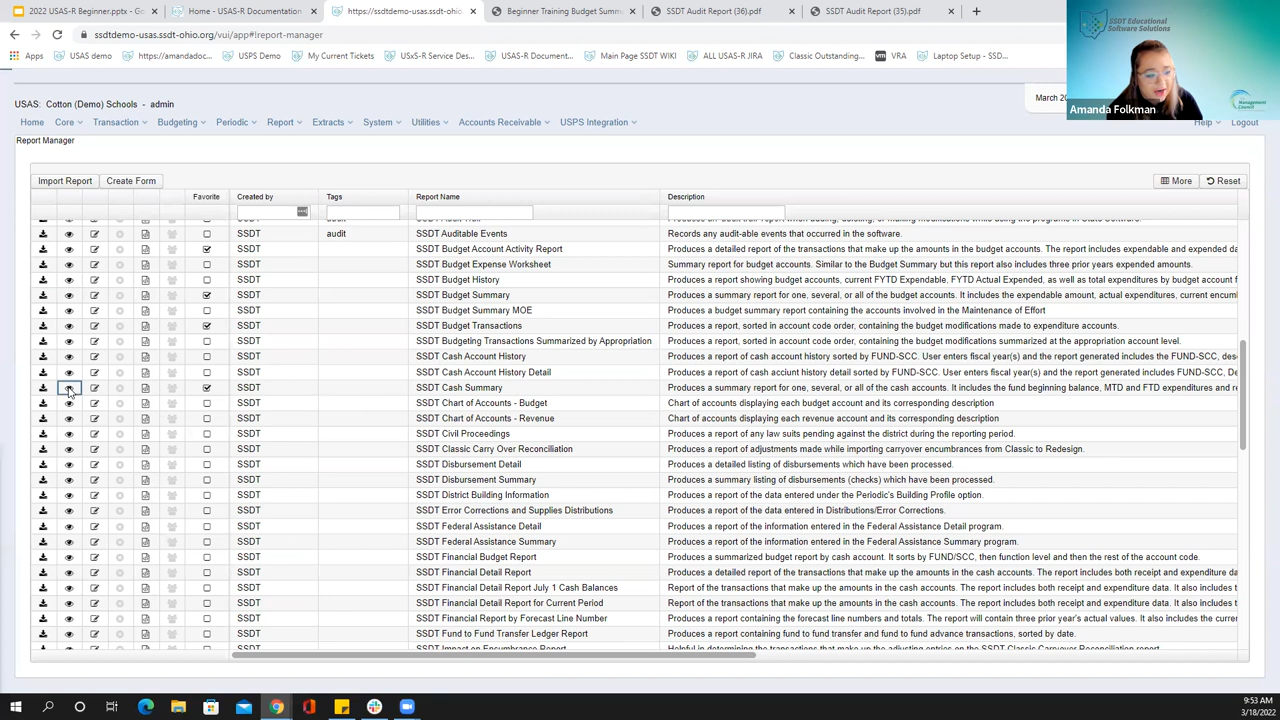 2022 USAS-R Beginner.pptx - Go
Home - USAS-R Documentation
https://ssdtdemo-usas.ssdt-ohio
Beginner Training Budget Summ
SSDT Audit Report (36).pdf
SSDT Audit Report (35).pdf
ssdtdemo-usas.ssdt-ohio.org/vui/app#!report-manager
Apps
USAS demo
https://amandadoc...
USPS Demo
My Current Tickets
UXxR Service Des...
USAS-R Document...
Main Page SSDT WIKI
ALL USAS-R JIRA
Classic Outstanding...
VRA
Laptop Setup - SSD...
SSDT Educational
Software Solutions
Amanda Folkman
Management
Council
USAS: Cotton (Demo) Schools - admin
March 20
Home Core Transaction Budgeting Periodic Report Extracts System Utilities Accounts Receivable USPS Integration Help Logout
Report Manager
Import Report Create Form More Reset
Favorite Created by Tags Report Name Description
SSDT audit SSDT Auditable Events Records any audit-able events that occurred in the software.
SSDT SSDT Budget Account Activity Report Produces a detailed report of the transactions that make up the amounts in the budget accounts. The report includes expendable and expended da
SSDT SSDT Budget Expense Worksheet Summary report for budget accounts. Similar to the Budget Summary but this report also includes three prior years expended amounts.
SSDT SSDT Budget History Produces a report showing budget accounts, current FYTD Expendable, FYTD Actual Expended, as well as total expenditures by budget account f
SSDT SSDT Budget Summary Produces a summary report for one, several, or all of the budget accounts. It includes the expendable amount, actual expenditures, current encum
SSDT SSDT Budget Summary MOE Produces a budget summary report containing the accounts involved in the Maintenance of Effort
SSDT SSDT Budget Transactions Produces a report, sorted in account code order, containing the budget modifications made to expenditure accounts.
SSDT SSDT Budgeting Transactions Summarized by Appropriation Produces a report containing the budget modifications summarized at the appropriation account level.
SSDT SSDT Cash Account History Produces a report of cash account history sorted by FUND-SCC. User enters fiscal year(s) and the report generated includes the FUND-SCC, des
SSDT SSDT Cash Account History Detail Produces a report of cash account history detail sorted by FUND-SCC. User enters fiscal year(s) and the report generated includes FUND-SCC, De
SSDT SSDT Cash Summary Produces a summary report for one, several, or all of the cash accounts. It includes the fund beginning balance, MTD and FTD expenditures and re
SSDT SSDT Chart of Accounts - Budget Chart of accounts displaying each budget account and its corresponding description
SSDT SSDT Chart of Accounts - Revenue Chart of accounts displaying each revenue account and its corresponding description
SSDT SSDT Civil Proceedings Produces a report of any law suits pending against the district during the reporting period.
SSDT SSDT Classic Carry Over Reconciliation Produces a report of adjustments made while importing carryover encumbrances from Classic to Redesign.
SSDT SSDT Disbursement Detail Produces a detailed listing of disbursements which have been processed.
SSDT SSDT Disbursement Summary Produces a summary listing of disbursements (checks) which have been processed.
SSDT SSDT District Building Information Produces a report of the data entered under the Periodic's Building Profile option.
SSDT SSDT Error Corrections and Supplies Distributions Produces a report of the data entered in Distributions/Error Corrections.
SSDT SSDT Federal Assistance Detail Produces a report of the information entered in the Federal Assistance Detail program.
SSDT SSDT Federal Assistance Summary Produces a report of the information entered in the Federal Assistance Summary program.
SSDT SSDT Financial Budget Report Produces a summarized budget report by cash account. It sorts by FUND/SCC, then function level and then the rest of the account code.
SSDT SSDT Financial Detail Report Produces a detailed report of the transactions that make up the amounts in the cash accounts. The report includes both receipt and expenditure da
SSDT SSDT Financial Detail Report July 1 Cash Balances Report of the transactions that make up the amounts in the cash accounts. The report includes both receipt and expenditure data. It also includes t
SSDT SSDT Financial Detail Report for Current Period Report of the transactions that make up the amounts in the cash accounts. The report includes both receipt and expenditure data. It also includes t
SSDT SSDT Financial Report by Forecast Line Number Produces a report containing the forecast line numbers and totals. The report will contain three prior year's actual values. It also includes the curre
SSDT SSDT Fund to Fund Transfer Ledger Report Produces a report containing fund to fund transfer and fund to fund advance transactions, sorted by date.
SSDT SSDT Impact on Encumbrance Report Helpful in determining the transactions that make up the adjusting entries on the SSDT Classic Carryover Reconciliation report
9:53 AM
3/18/2022